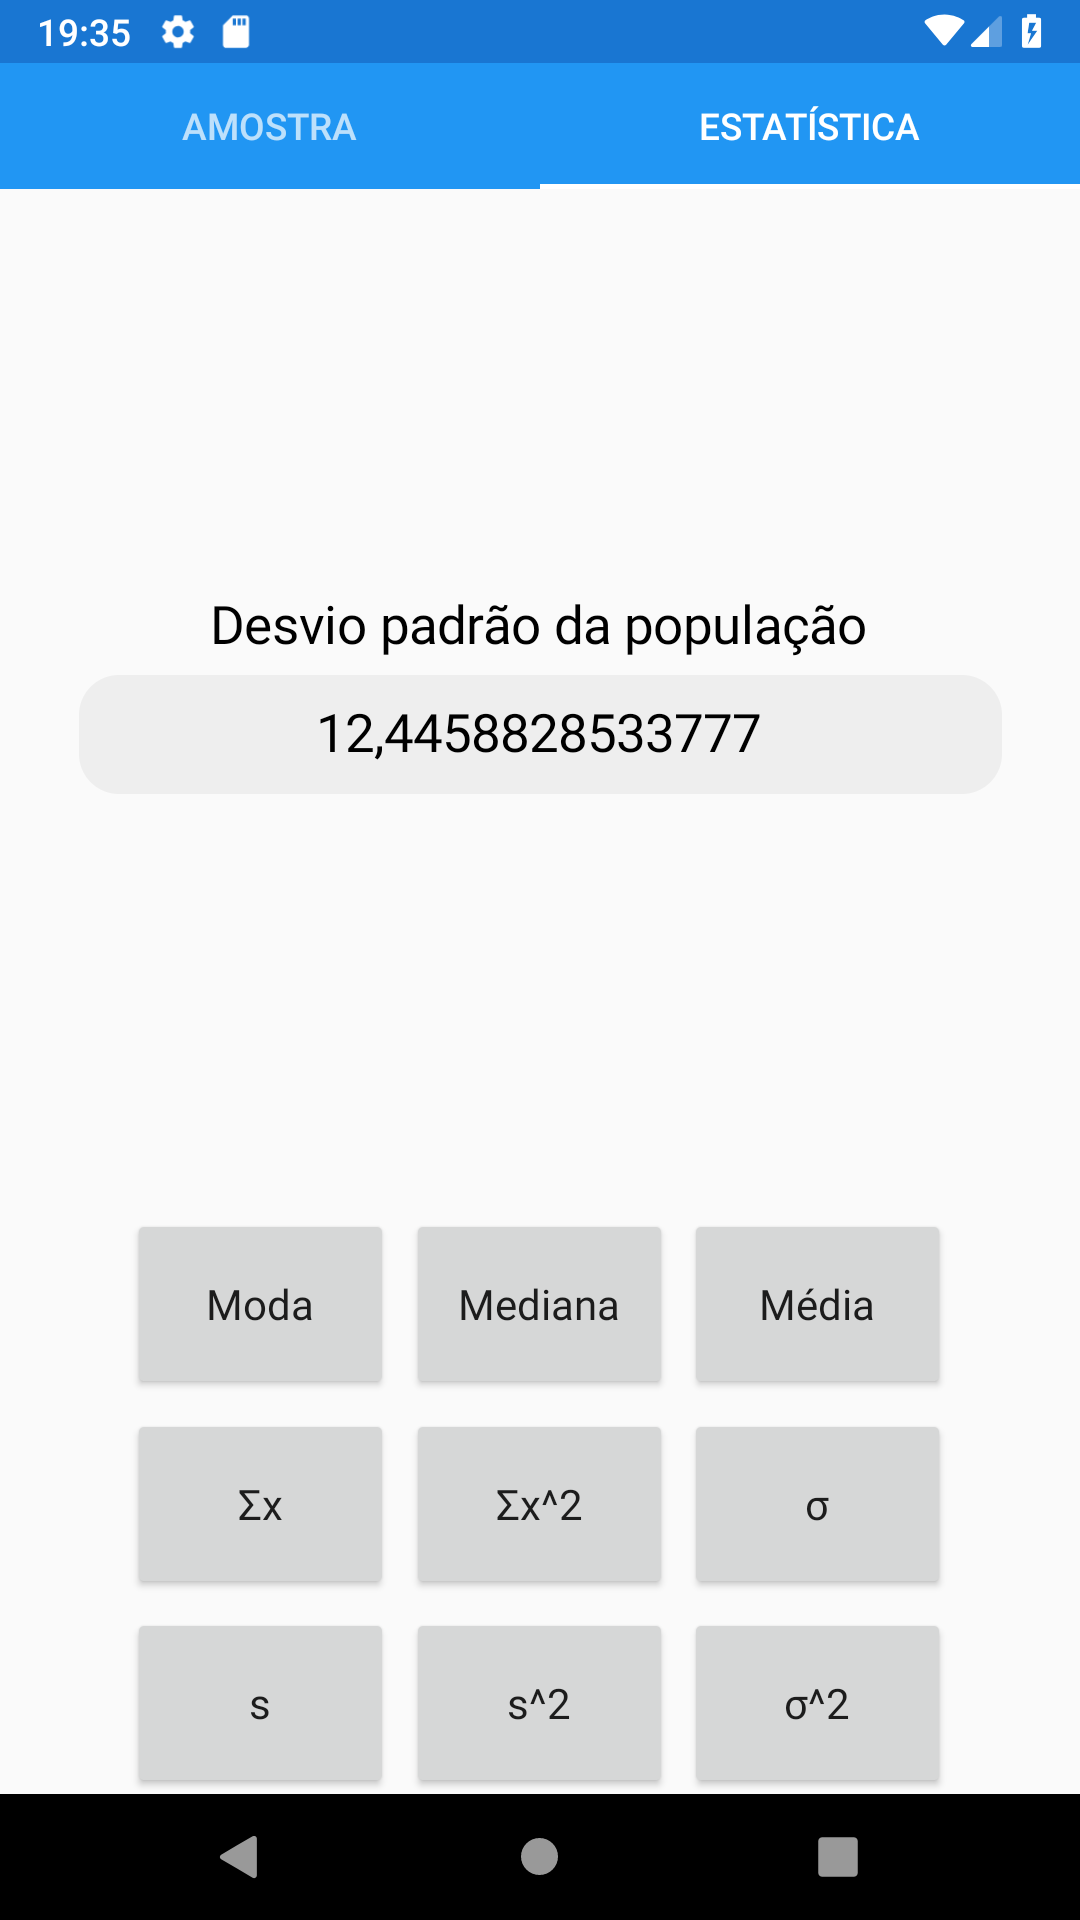 19:35
AMOSTRA
ESTATÍSTICA
Desvio padrão da população
12,4458828533777
Moda Mediana Média
Σx Σx^2 σ
s s^2 σ^2